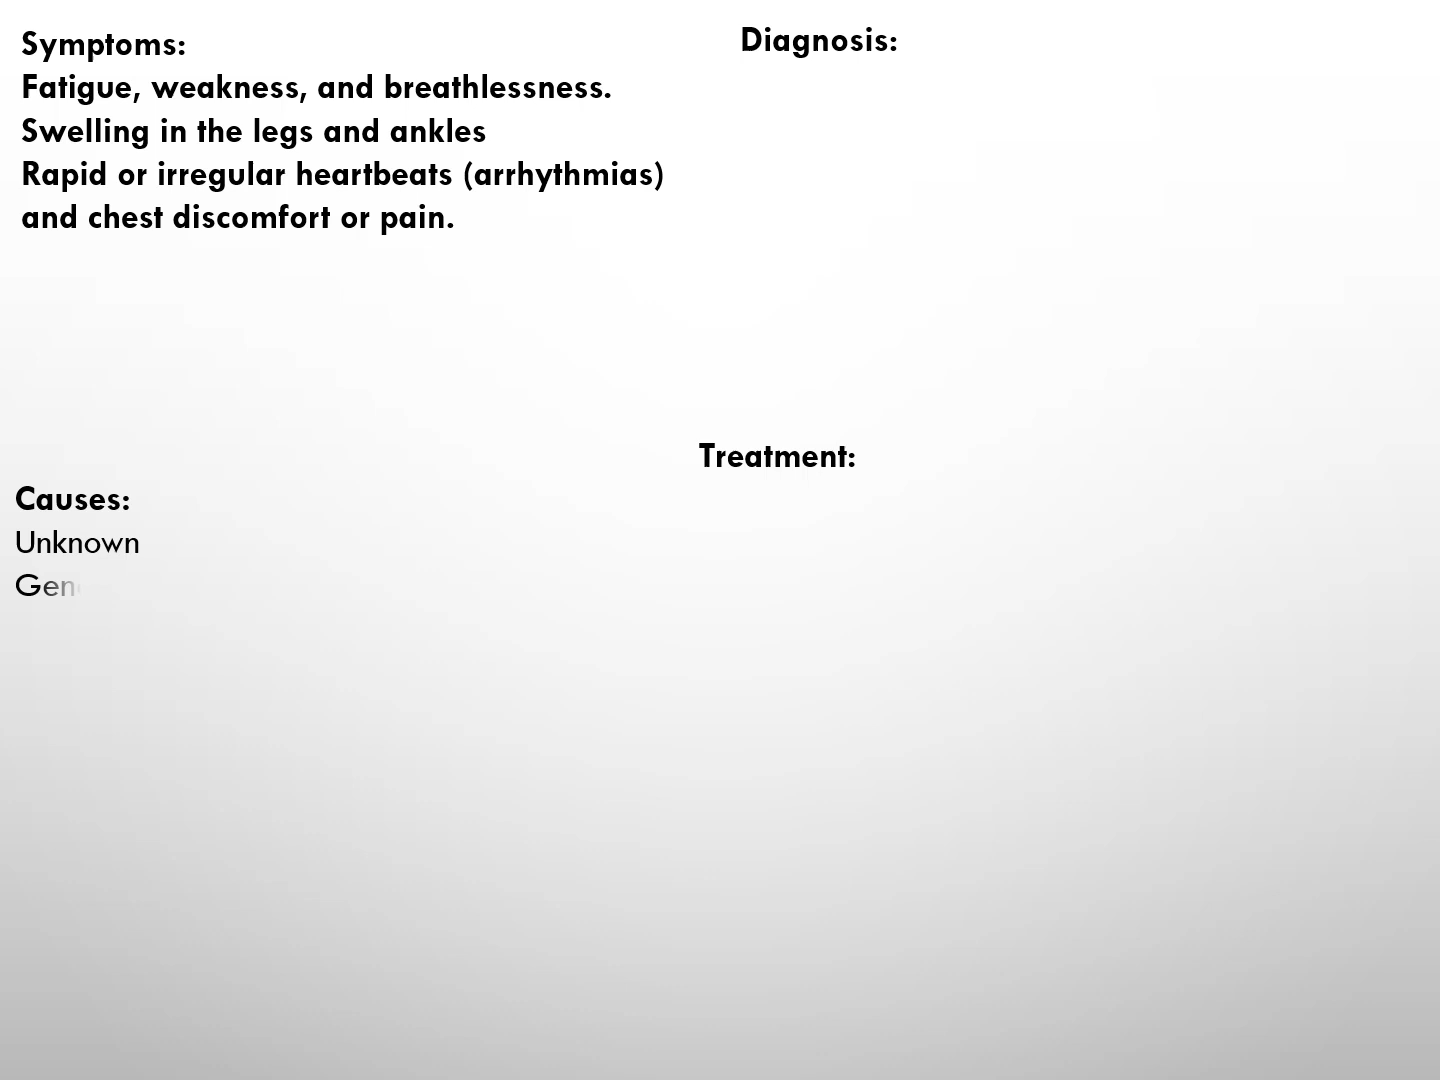 Symptoms:
Fatigue, weakness, and breathlessness.
Swelling in the legs and ankles
Rapid or irregular heartbeats (arrhythmias)
and chest discomfort or pain.
Causes:
Unknown
Diagnosis:
Treatment: